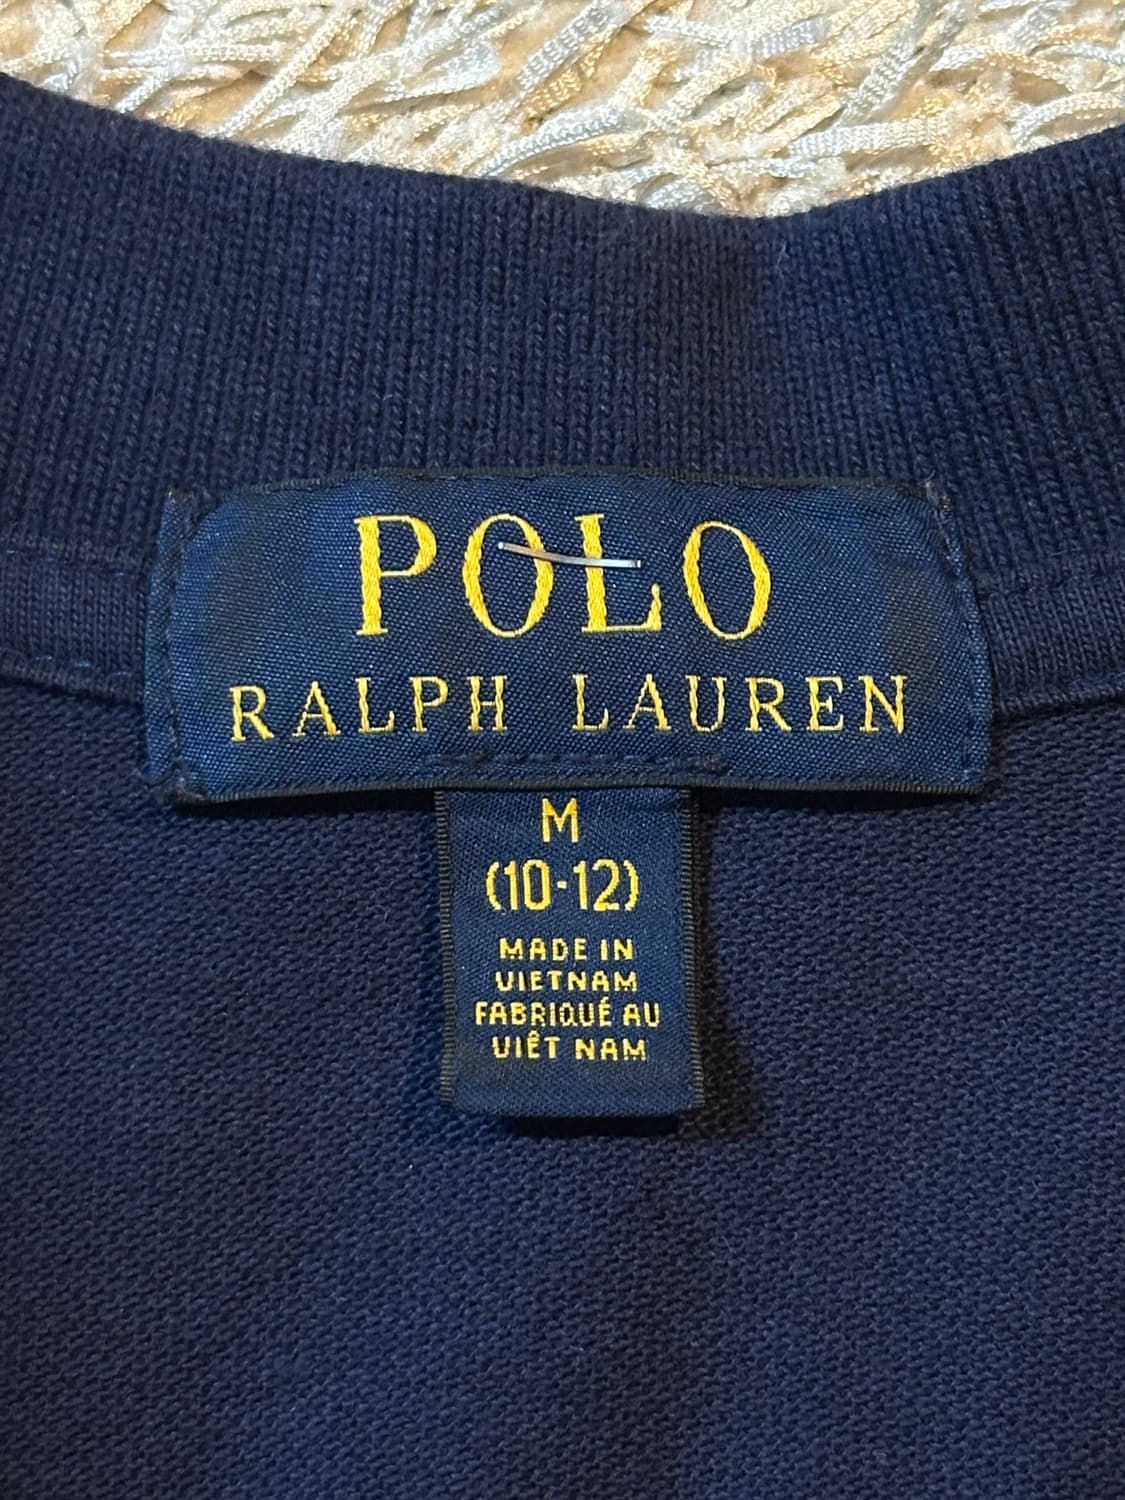 POLO
RALPH LAUREN
M
(10-12)
MADE IN
VIETNAM
FABRIQUÉ AU
VIÊT NAM